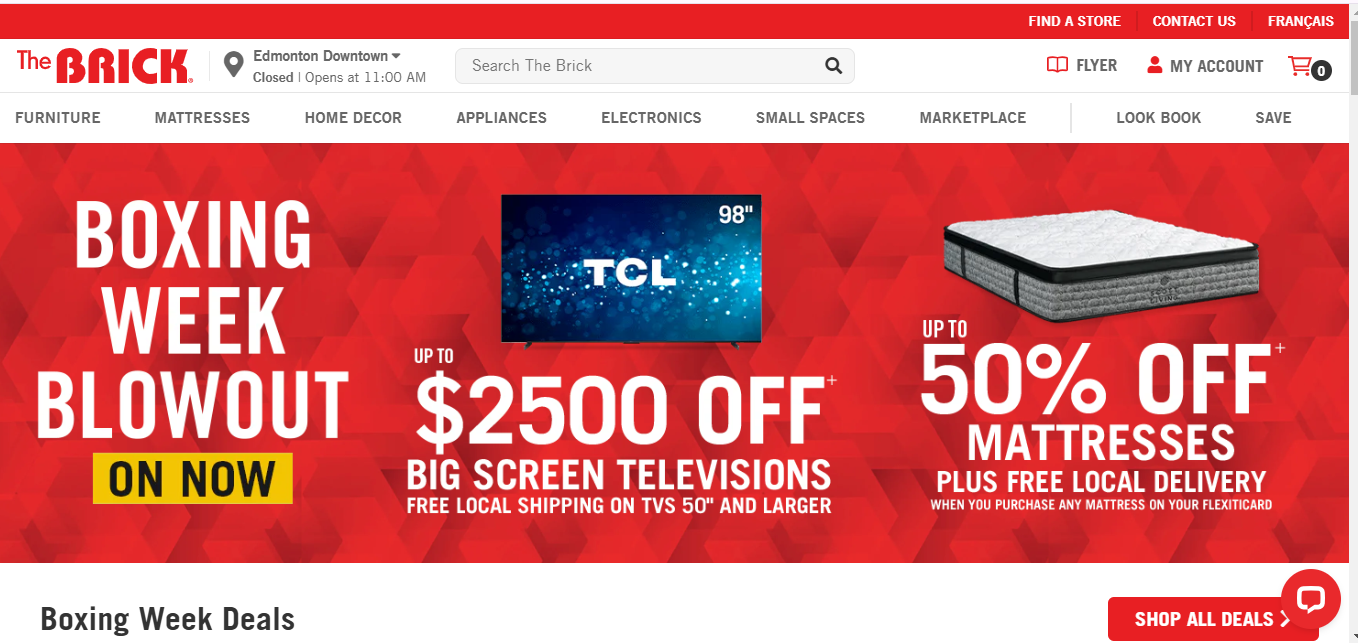 FIND A STORE
CONTACT US
FRANÇAIS
The BRICK
Edmonton Downtown
Closed | Opens at 11:00 AM
Search The Brick
FLYER
MY ACCOUNT
0
FURNITURE
MATTRESSES
HOME DECOR
APPLIANCES
ELECTRONICS
SMALL SPACES
MARKETPLACE
LOOK BOOK
SAVE
BOXING
WEEK
BLOWOUT
ON NOW
98"
TCL
UP TO
$2500 OFF+
BIG SCREEN TELEVISIONS
FREE LOCAL SHIPPING ON TVS 50" AND LARGER
UP TO
50% OFF+
MATTRESSES
PLUS FREE LOCAL DELIVERY
WHEN YOU PURCHASE ANY MATTRESS ON YOUR FLEXITICARD
Boxing Week Deals
SHOP ALL DEALS